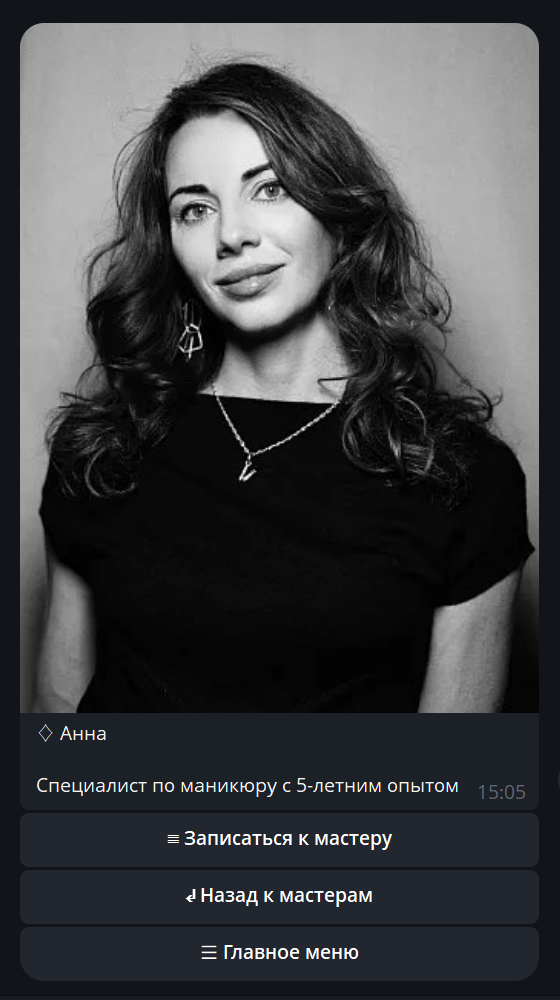 ♢ Анна
Специалист по маникюру с 5-летним опытом 15:05
≡ Записаться к мастеру
↲ Назад к мастерам
☰ Главное меню